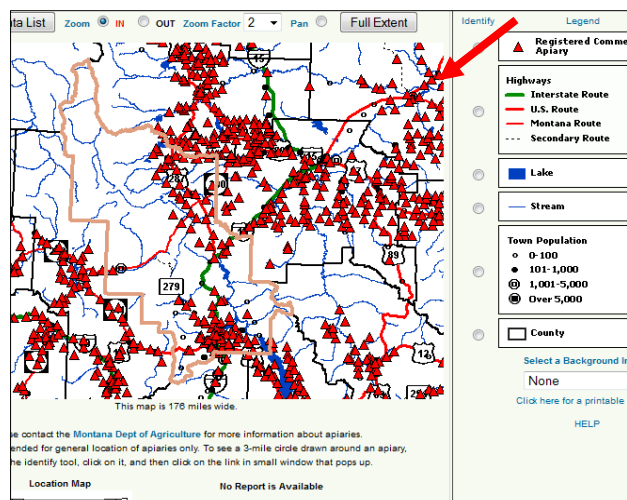 ata List Zoom IN OUT Zoom Factor 2 Pan Full Extent
Identify Legend
Registered Comme
Apiary
Highways
Interstate Route
U.S. Route
Montana Route
Secondary Route
Lake
Stream
Town Population
0-100
101-1,000
1,001-5,000
Over 5,000
County
Select a Background Im
None
Click here for a printable
HELP
15
287
89
279
12
This map is 176 miles wide.
se contact the Montana Dept of Agriculture for more information about apiaries.
ended for general location of apiaries only. To see a 3-mile circle drawn around an apiary,
he identify tool, click on it, and then click on the link in small window that pops up.
Location Map
No Report is Available